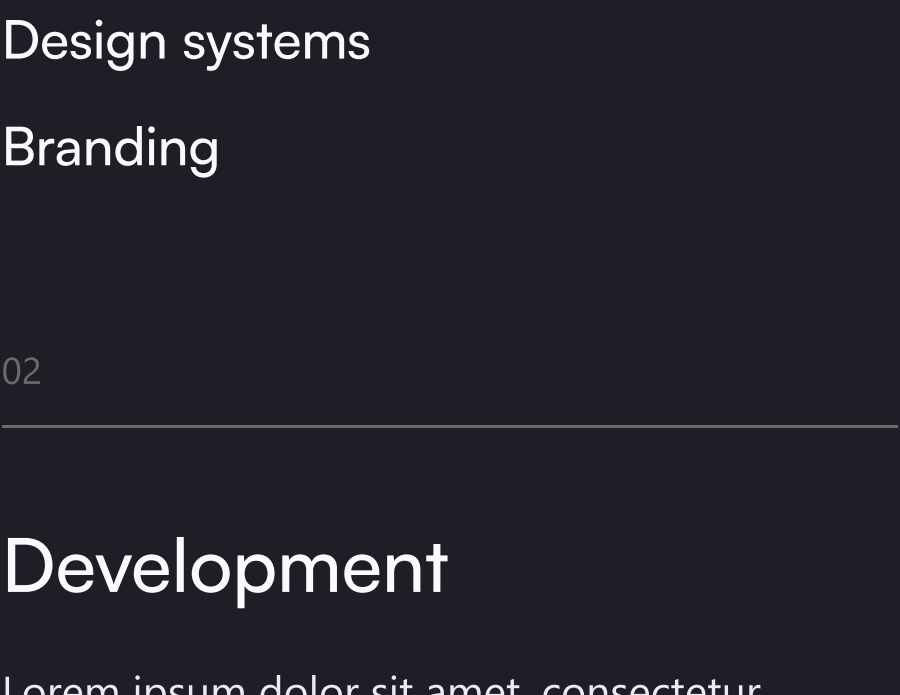 Design systems
Branding
02
Development
Lorem ipsum dolor sit amet, consectetur